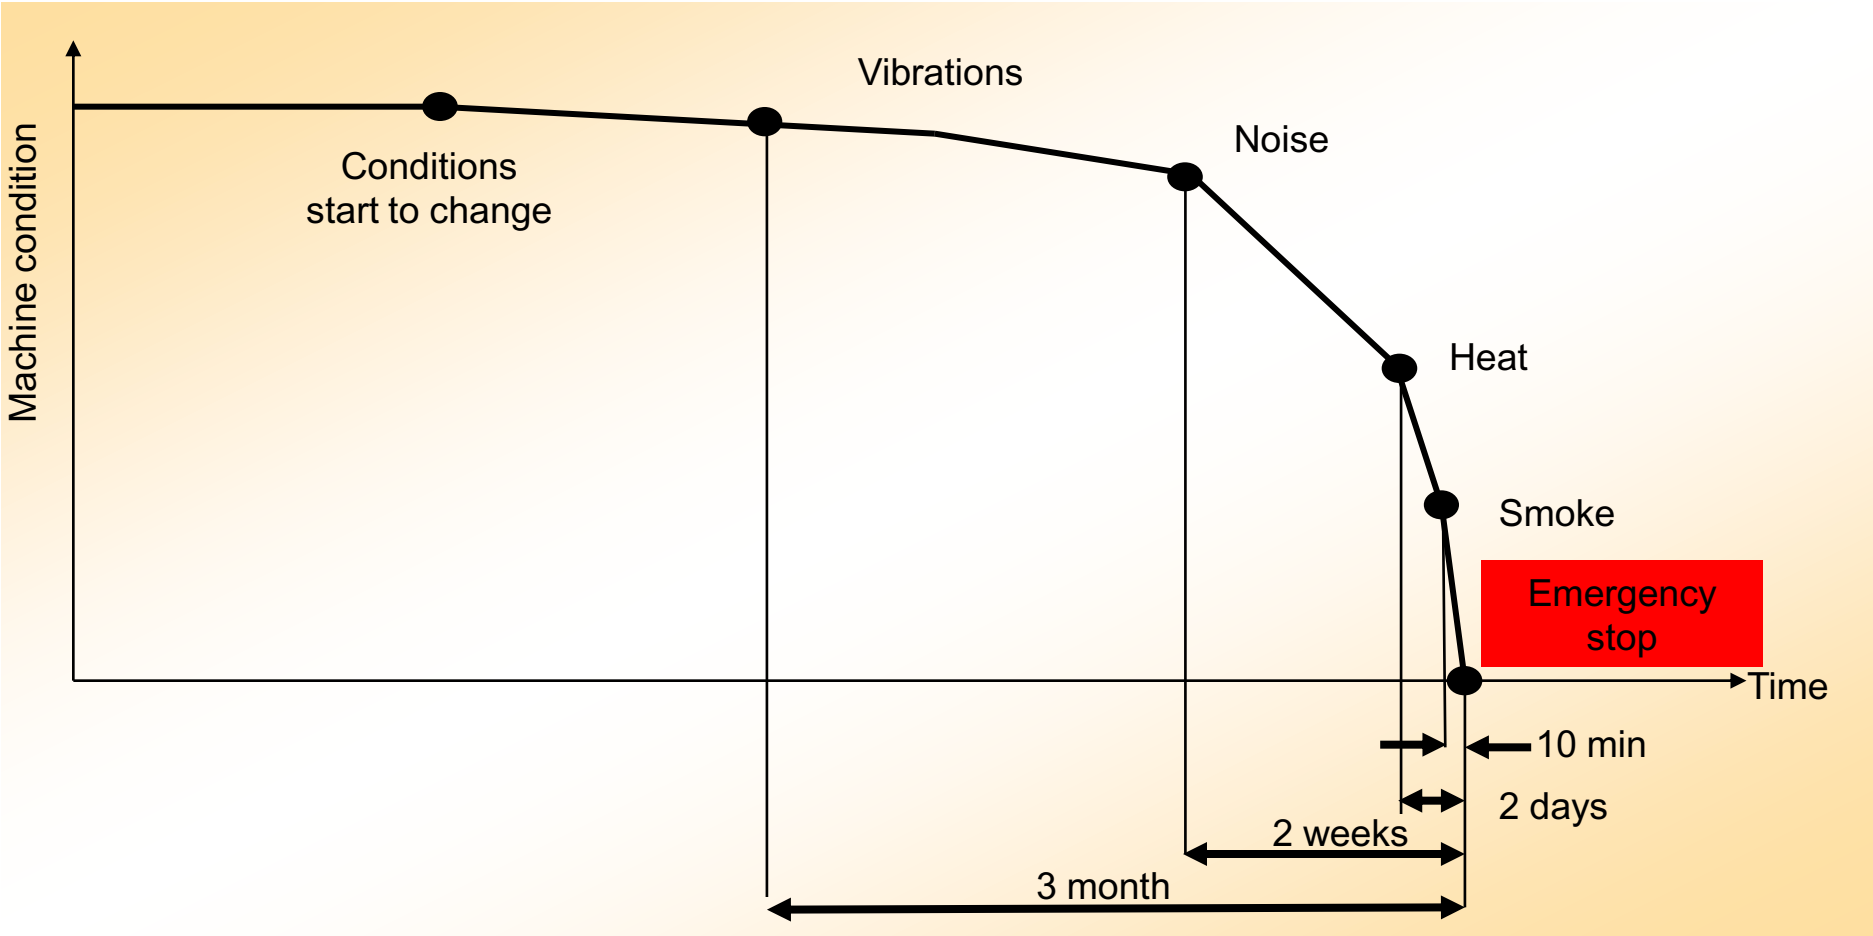 Vibrations
Noise
Machine condition
Conditions
start to change
Heat
Smoke
Emergency
stop
Time
10 min
2 days
2 weeks
3 month